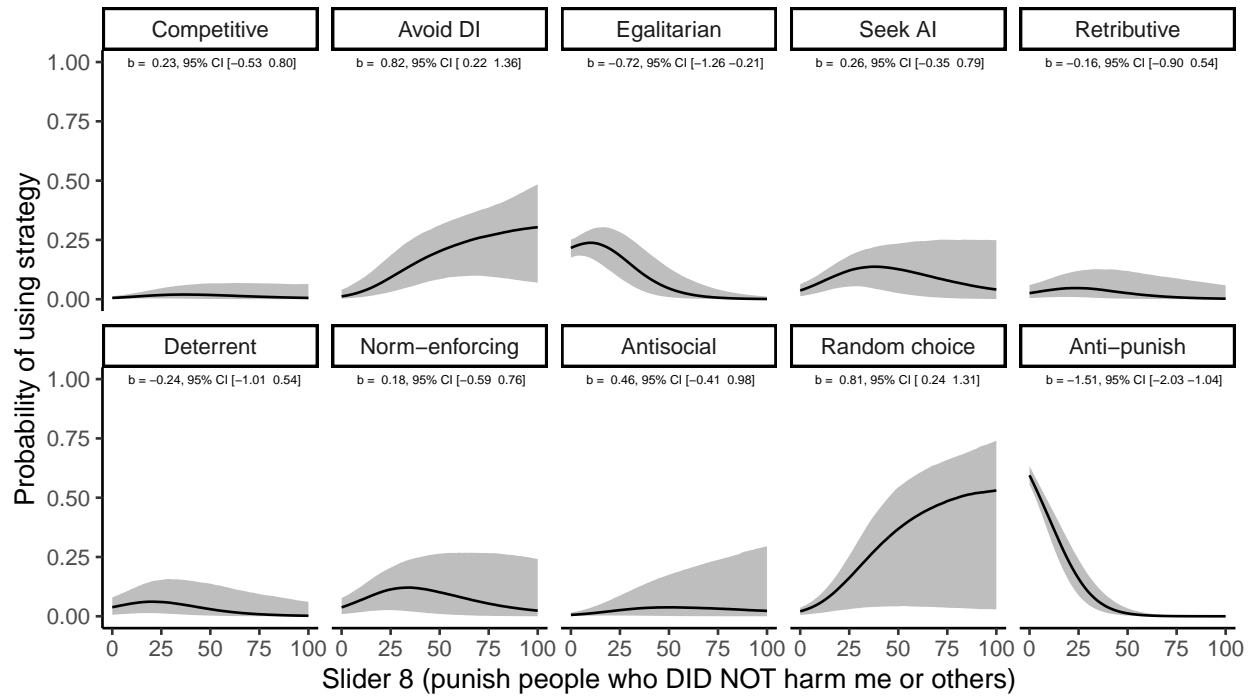 Competitive Avoid DI Egalitarian Seek AI Retributive
b = 0.23, 95% CI [−0.53 0.80] b = 0.82, 95% CI [ 0.22 1.36] b = −0.72, 95% CI [−1.26 −0.21] b = 0.26, 95% CI [−0.35 0.79] b = −0.16, 95% CI [−0.90 0.54]
1.00
0.75
0.50
0.25
0.00
Deterrent Norm−enforcing Antisocial Random choice Anti−punish
b = −0.24, 95% CI [−1.01 0.54] b = 0.18, 95% CI [−0.59 0.76] b = 0.46, 95% CI [−0.41 0.98] b = 0.81, 95% CI [ 0.24 1.31] b = −1.51, 95% CI [−2.03 −1.04]
1.00
0.75
0.50
0.25
0.00
0 25 50 75 100 0 25 50 75 100 0 25 50 75 100 0 25 50 75 100 0 25 50 75 100
Slider 8 (punish people who DID NOT harm me or others)
Probability of using strategy